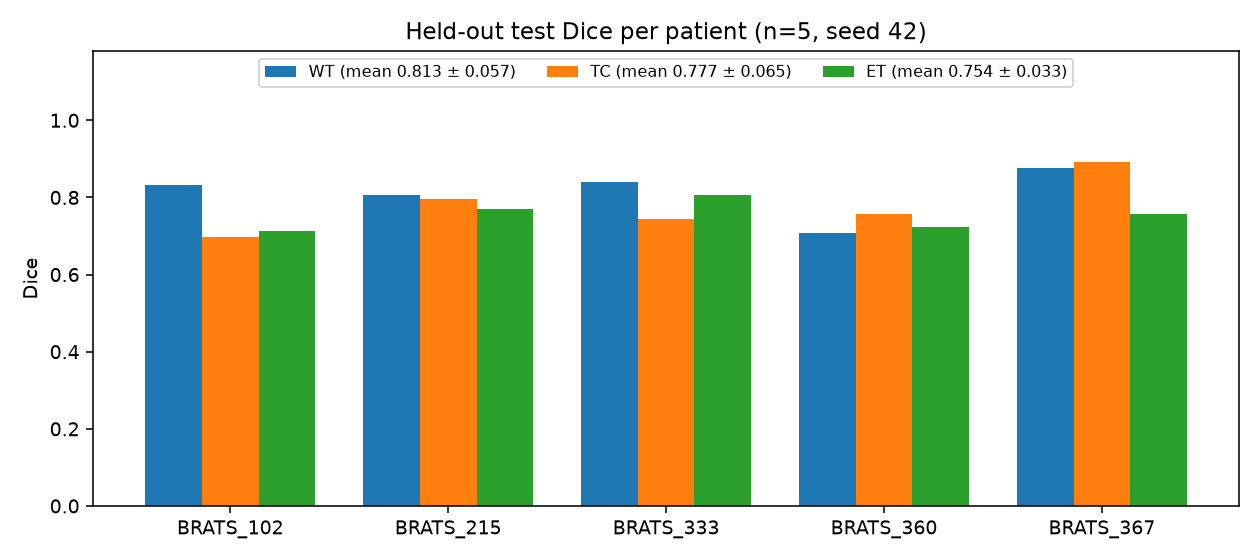 Held-out test Dice per patient (n=5, seed 42)
WT (mean 0.813 ± 0.057) TC (mean 0.777 ± 0.065) ET (mean 0.754 ± 0.033)
1.0
0.8
0.6
0.4
0.2
0.0
Dice
BRATS_102 BRATS_215 BRATS_333 BRATS_360 BRATS_367